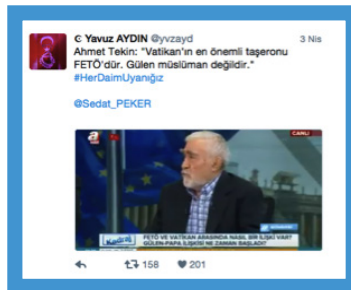 Yavuz AYDIN @yvzayd 3 Nis
Ahmet Tekin: "Vatikan'ın en önemli taşeronu
FETÖ'dür. Gülen müslüman değildir."
#HerDaimUyanığız
@Sedat_PEKER
CANLI
FETÖ VE VATİKAN ARASINDA NASIL BİR İLİŞKİ VAR?
GÜLEN-PAPA İLİŞKİSİ NE ZAMAN BAŞLADI?
158 201